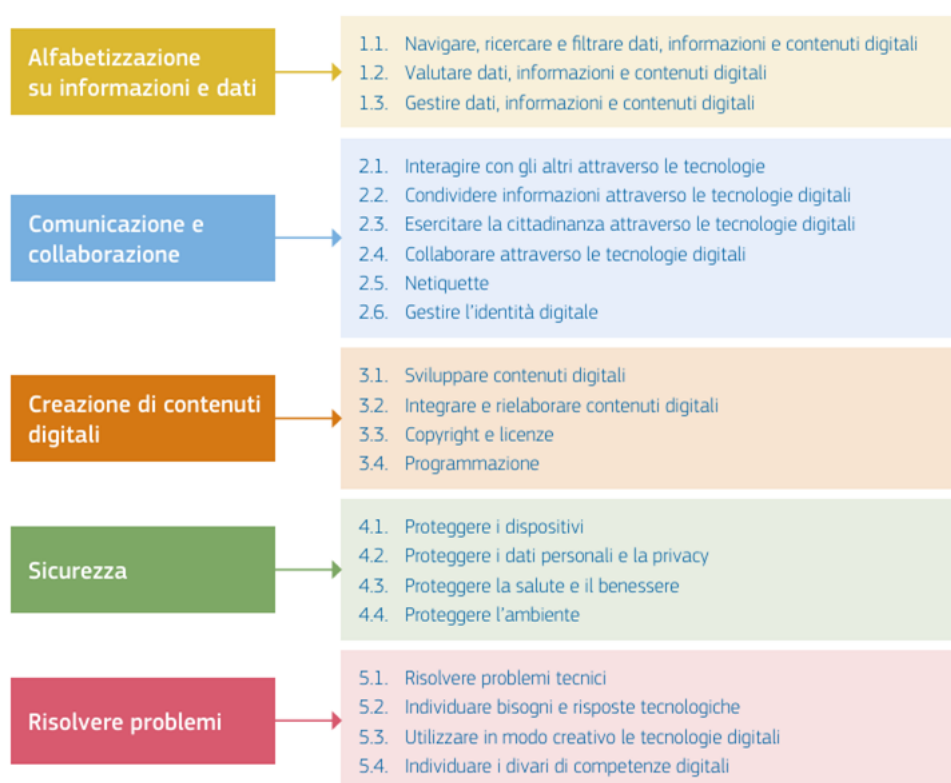 Alfabetizzazione
su informazioni e dati
1.1. Navigare, ricercare e filtrare dati, informazioni e contenuti digitali
1.2. Valutare dati, informazioni e contenuti digitali
1.3. Gestire dati, informazioni e contenuti digitali
Comunicazione e
collaborazione
2.1. Interagire con gli altri attraverso le tecnologie
2.2. Condividere informazioni attraverso le tecnologie digitali
2.3. Esercitare la cittadinanza attraverso le tecnologie digitali
2.4. Collaborare attraverso le tecnologie digitali
2.5. Netiquette
2.6. Gestire l'identità digitale
Creazione di contenuti
digitali
3.1. Sviluppare contenuti digitali
3.2. Integrare e rielaborare contenuti digitali
3.3. Copyright e licenze
3.4. Programmazione
Sicurezza
4.1. Proteggere i dispositivi
4.2. Proteggere i dati personali e la privacy
4.3. Proteggere la salute e il benessere
4.4. Proteggere l'ambiente
Risolvere problemi
5.1. Risolvere problemi tecnici
5.2. Individuare bisogni e risposte tecnologiche
5.3. Utilizzare in modo creativo le tecnologie digitali
5.4. Individuare i divari di competenze digitali